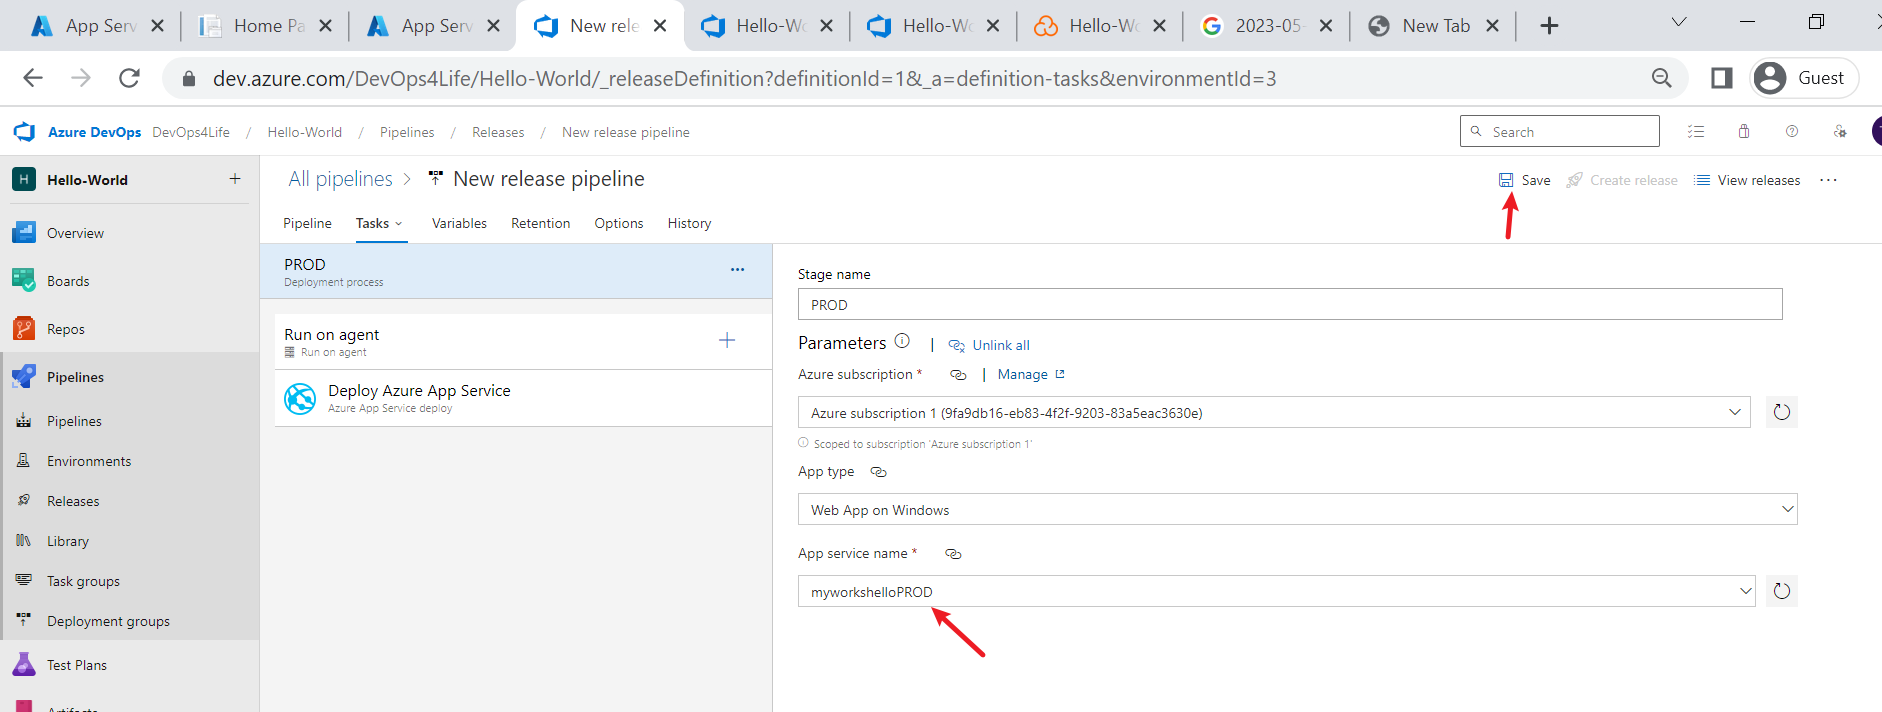 App Serv
Home Pa
App Serv
New rele
Hello-Wo
Hello-Wo
Hello-Wo
2023-05-
New Tab
dev.azure.com/DevOps4Life/Hello-World/_releaseDefinition?definitionId=1&_a=definition-tasks&environmentId=3
Guest
Azure DevOps DevOps4Life / Hello-World / Pipelines / Releases / New release pipeline
Search
H Hello-World +
All pipelines > New release pipeline
Save
Create release
View releases
...
Pipeline Tasks Variables Retention Options History
Overview
Boards
Repos
Pipelines
Pipelines
Environments
Releases
Library
Task groups
Deployment groups
Test Plans
Artifacts
PROD
Deployment process
Run on agent
Run on agent
Deploy Azure App Service
Azure App Service deploy
Stage name
PROD
Parameters | Unlink all
Azure subscription * | Manage
Azure subscription 1 (9fa9db16-eb83-4f2f-9203-83a5eac3630e)
Scoped to subscription 'Azure subscription 1'
App type
Web App on Windows
App service name *
myworkshelloPROD